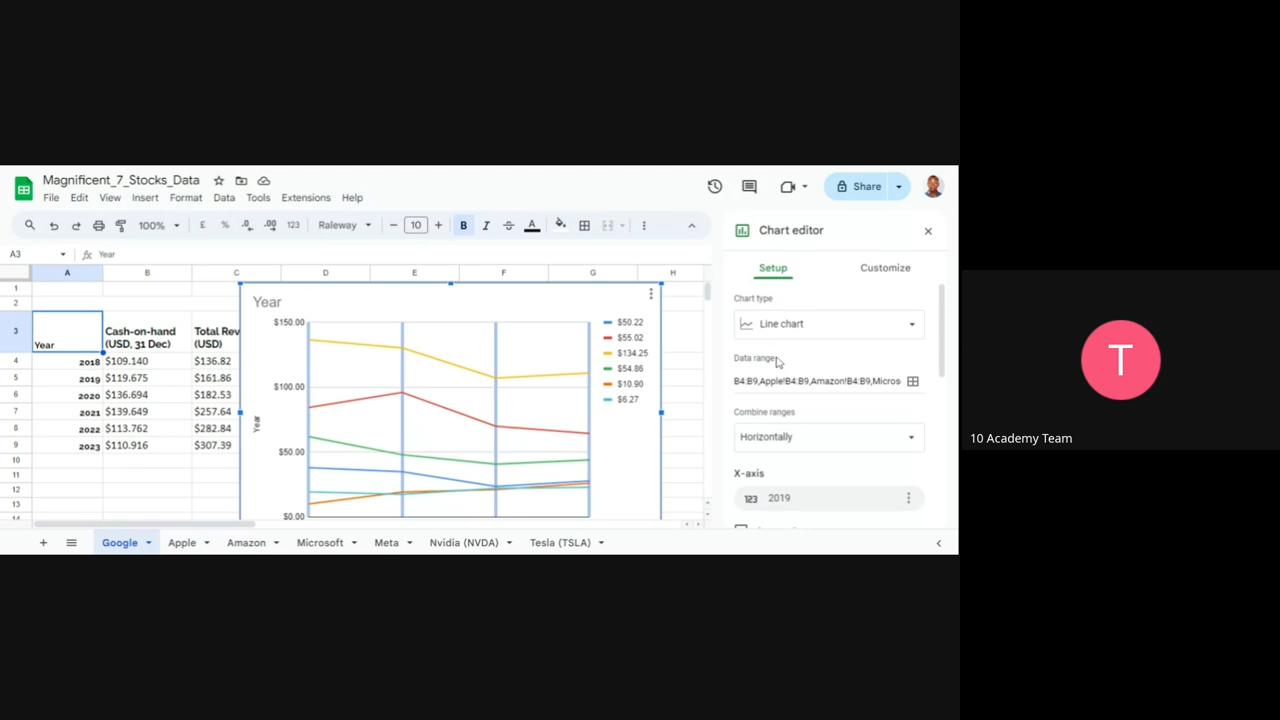 Magnificent_7_Stocks_Data
File Edit View Insert Format Data Tools Extensions Help
Share
100% £ % .0 .00 123 Raleway 10 B I A
A3 fx Year
A B C D E F G H
1
2
3 Year Cash-on-hand (USD, 31 Dec) Total Rev (USD)
4 2018 $109.140 $136.82
5 2019 $119.675 $161.86
6 2020 $136.694 $182.53
7 2021 $139.649 $257.64
8 2022 $113.762 $282.84
9 2023 $110.916 $307.39
10
11
12
13
14
Year
$150.00
$100.00
$50.00
$0.00
Year
$50.22
$55.02
$134.25
$54.86
$10.90
$6.27
Chart editor
Setup Customize
Chart type
Line chart
Data range
B4:B9,Apple!B4:B9,Amazon!B4:B9,Micros
Combine ranges
Horizontally
X-axis
123 2019
Google Apple Amazon Microsoft Meta Nvidia (NVDA) Tesla (TSLA)
T
10 Academy Team